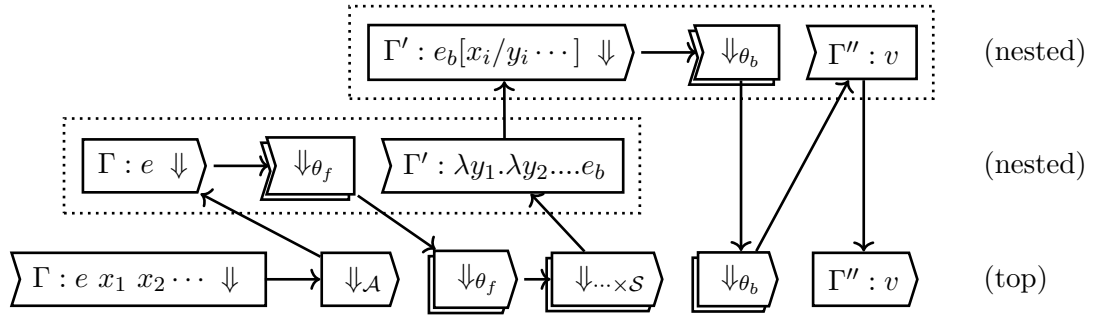 Γ′ : e_b[x_i/y_i ⋯] ⇓ ⇓_{θ_b} Γ″ : v (nested)
Γ : e ⇓ ⇓_{θ_f} Γ′ : λy_1.λy_2....e_b (nested)
Γ : e x_1 x_2 ⋯ ⇓ ⇓_𝒜 ⇓_{θ_f} ⇓_{⋯×𝒮} ⇓_{θ_b} Γ″ : v (top)